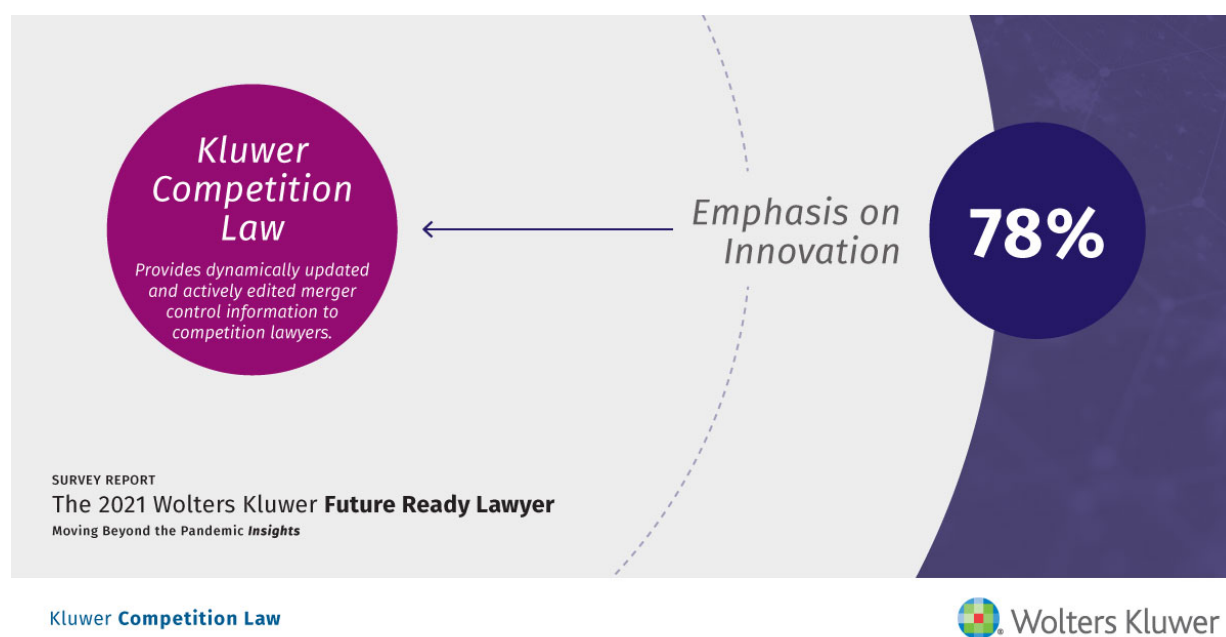 Kluwer
Competition
Law
Provides dynamically updated
and actively edited merger
control information to
competition lawyers.
Emphasis on
Innovation
78%
SURVEY REPORT
The 2021 Wolters Kluwer Future Ready Lawyer
Moving Beyond the Pandemic Insights
Kluwer Competition Law
Wolters Kluwer